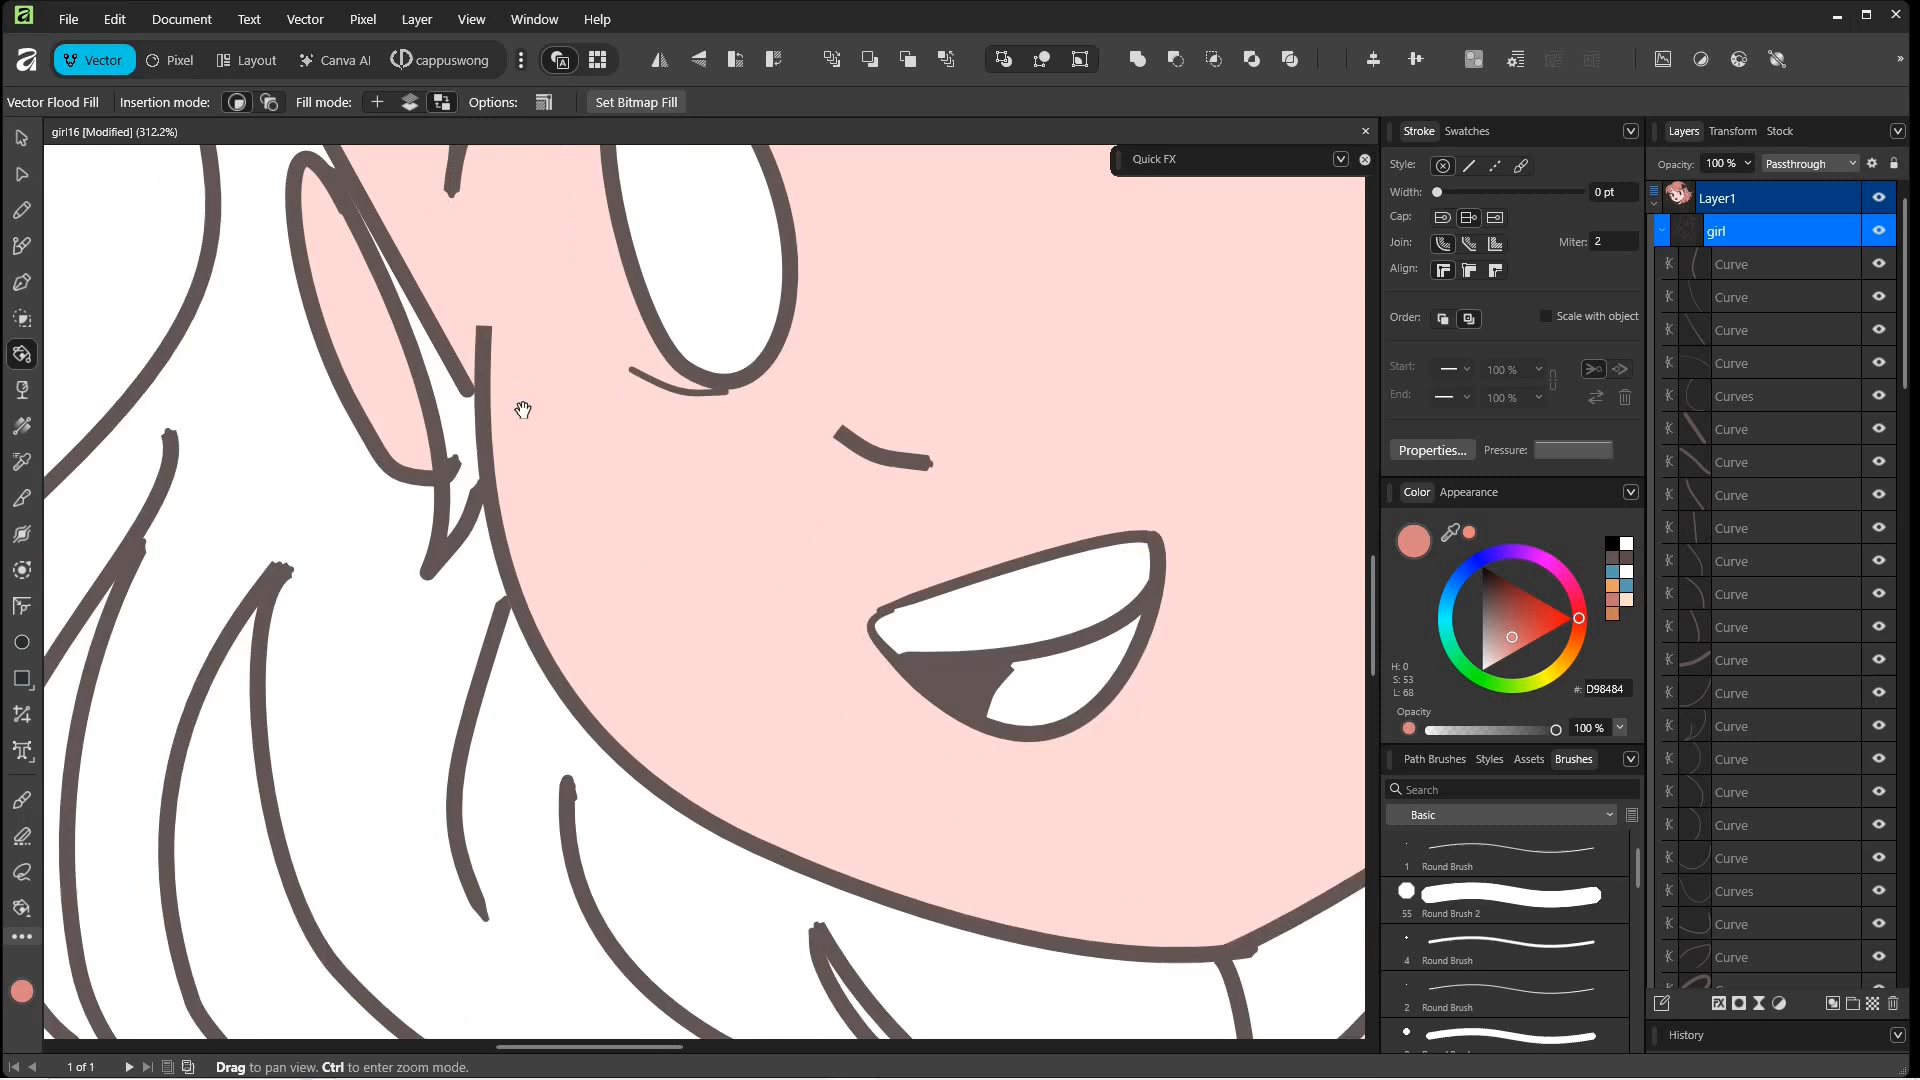 File Edit Document Text Vector Pixel Layer View Window Help
Vector Pixel Layout Canva AI cappuswong
Vector Flood Fill Insertion mode: Fill mode: Options: Set Bitmap Fill
girl16 [Modified] (312.2%)
Quick FX
Stroke Swatches
Style:
Width: 0 pt
Cap:
Join: Miter: 2
Align:
Order: Scale with object
Start: 100 %
End: 100 %
Properties... Pressure:
Color Appearance
H: 0
S: 53
L: 68
#: D98484
Opacity
100 %
Path Brushes Styles Assets Brushes
Search
Basic
1 Round Brush
55 Round Brush 2
4 Round Brush
2 Round Brush
Layers Transform Stock
Opacity: 100 % Passthrough
Layer1
girl
Curve
Curve
Curve
Curve
Curves
Curve
Curve
Curve
Curve
Curve
Curve
Curve
Curve
Curve
Curve
Curve
Curve
Curve
Curve
Curves
Curve
Curve
History
1 of 1 Drag to pan view. Ctrl to enter zoom mode.